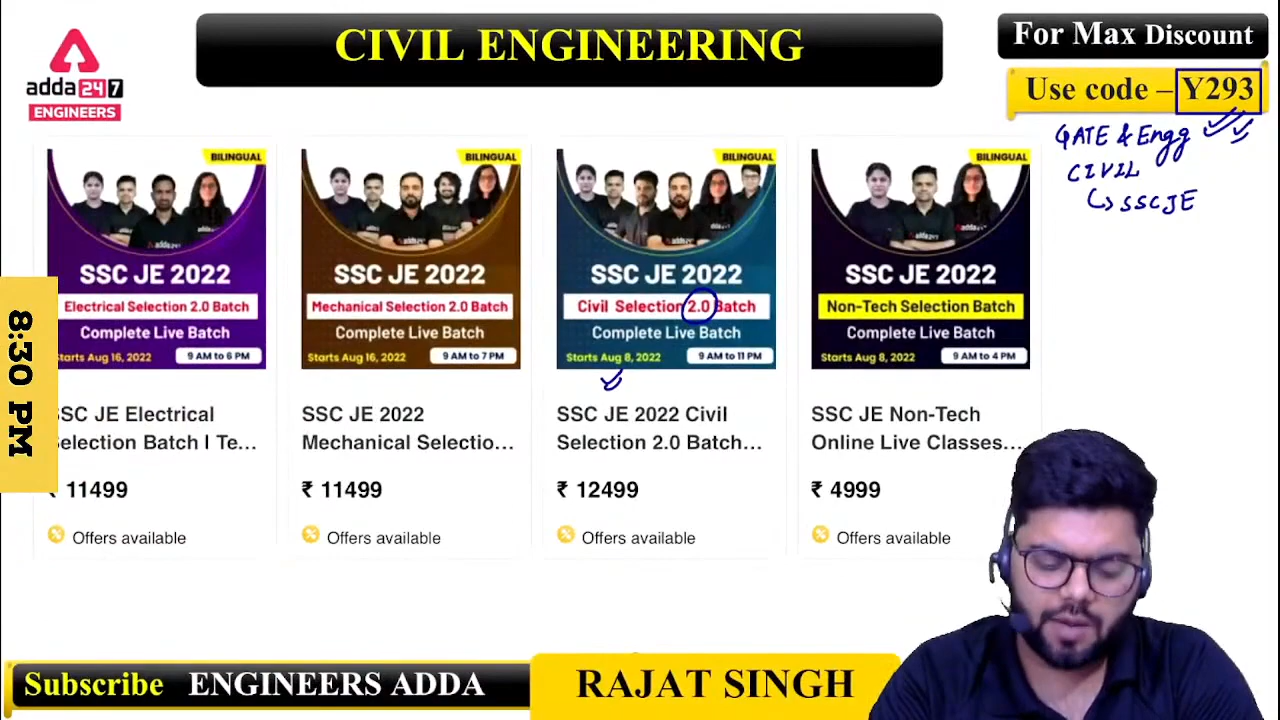 adda 24 7
ENGINEERS
CIVIL ENGINEERING
For Max Discount
Use code – Y293
GATE & Engg
CIVIL
SSCJE
8:30 PM
BILINGUAL
SSC JE 2022
Electrical Selection 2.0 Batch
Complete Live Batch
Starts Aug 16, 2022
9 AM to 6 PM
SSC JE Electrical
Selection Batch I Te...
₹ 11499
Offers available
BILINGUAL
adda247
SSC JE 2022
Mechanical Selection 2.0 Batch
Complete Live Batch
Starts Aug 16, 2022
9 AM to 7 PM
SSC JE 2022
Mechanical Selectio...
₹ 11499
Offers available
BILINGUAL
adda247
SSC JE 2022
Civil Selection 2.0 Batch
Complete Live Batch
Starts Aug 8, 2022
9 AM to 11 PM
SSC JE 2022 Civil
Selection 2.0 Batch...
₹ 12499
Offers available
BILINGUAL
adda247
SSC JE 2022
Non-Tech Selection Batch
Complete Live Batch
Starts Aug 8, 2022
9 AM to 4 PM
SSC JE Non-Tech
Online Live Classes...
₹ 4999
Offers available
Subscribe ENGINEERS ADDA
RAJAT SINGH